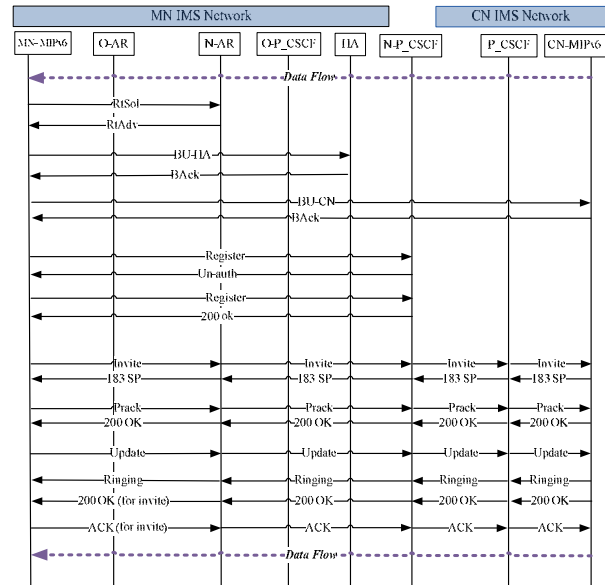 MN IMS Network CN IMS Network
MN-MIPv6 O-AR N-AR O-P_CSCF HA N-P_CSCF P_CSCF CN-MIPv6
Data Flow
RtSol
RtAdv
BU-HA
BAck
BU-CN
BAck
Register
Un-auth
Register
200 ok
Invite Invite Invite Invite
183 SP 183 SP 183 SP 183 SP
Prack Prack Prack Prack
200 OK 200 OK 200 OK 200 OK
Update Update Update Update
Ringing Ringing Ringing Ringing
200 OK (for invite) 200 OK 200 OK 200 OK
ACK (for invite) ACK ACK ACK
Data Flow